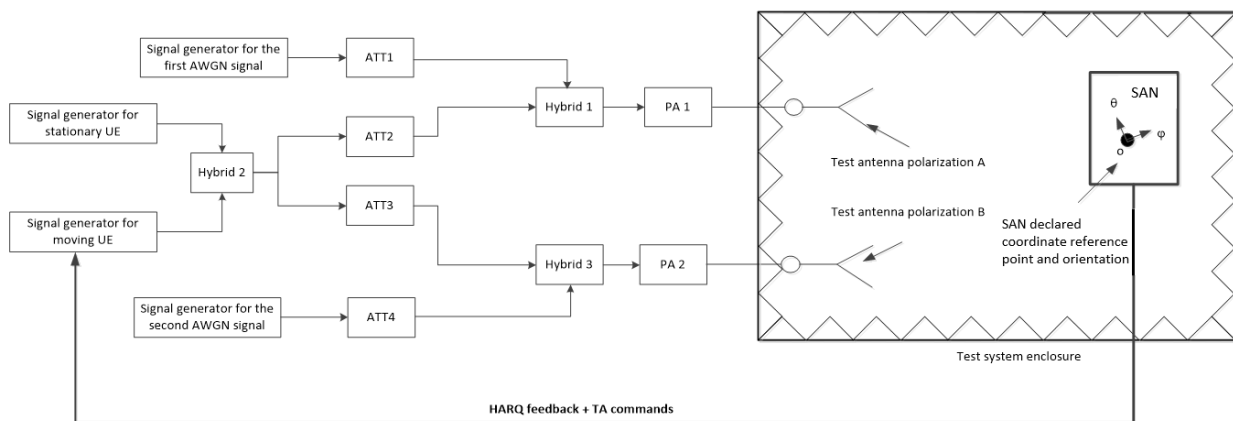 Signal generator for the
first AWGN signal
ATT1
Hybrid 1
PA 1
SAN
θ
φ
o
Signal generator for
stationary UE
ATT2
Test antenna polarization A
Hybrid 2
ATT3
Test antenna polarization B
Signal generator for
moving UE
SAN declared
coordinate reference
point and orientation
Hybrid 3
PA 2
Signal generator for the
second AWGN signal
ATT4
Test system enclosure
HARQ feedback + TA commands